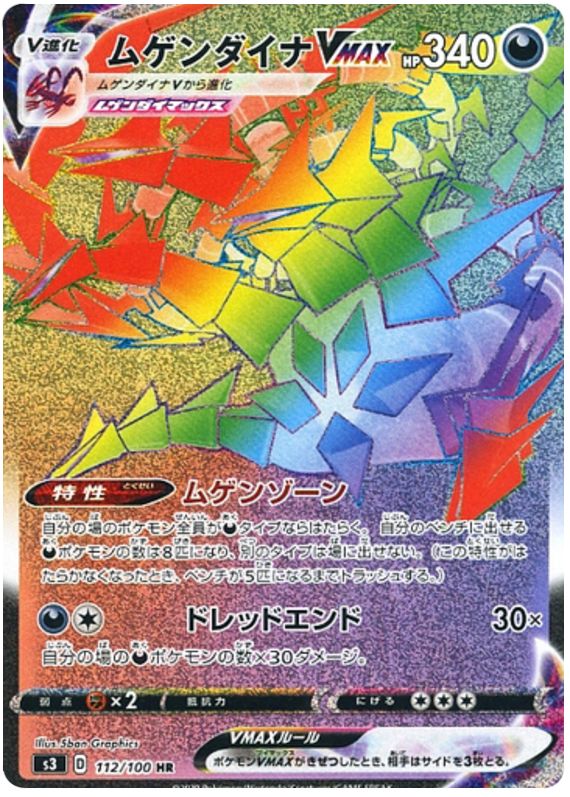 V進化
ムゲンダイナVMAX HP340
ムゲンダイナVから進化
ムゲンダイマックス
特性 とくせい ムゲンゾーン
自分の場のポケモン全員がタイプならはたらく。自分のベンチに出せる
ポケモンの数は8匹になり、別のタイプは場に出せない。（この特性が
はたらかなくなったとき、ベンチが5匹になるまでトラッシュする。）
ドレッドエンド 30×
自分の場のポケモンの数×30ダメージ。
弱点 ×2 抵抗力 にげる
VMAXルール
ポケモンVMAXがきぜつしたとき、相手はサイドを3枚とる。
Illus. 5ban Graphics
s3 D 112/100 HR